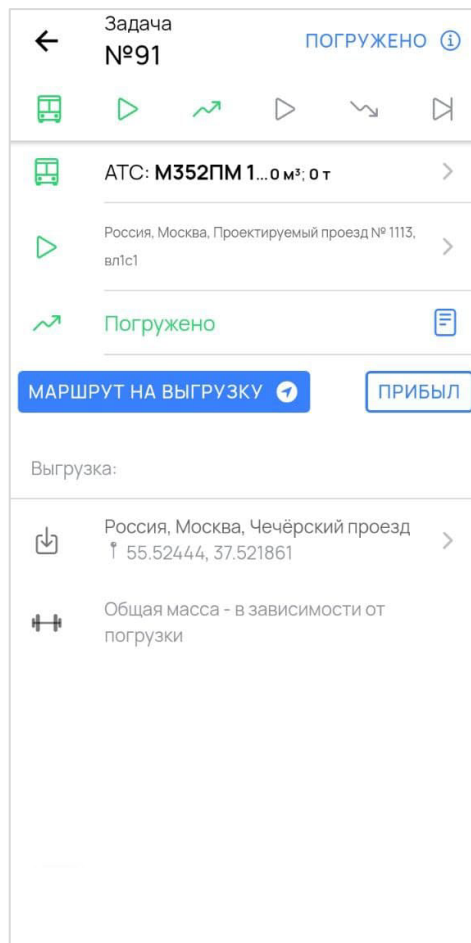 Задача
№91
ПОГРУЖЕНО
АТС: М352ПМ 1...0 м³; 0 т
Россия, Москва, Проектируемый проезд № 1113,
вл1с1
Погружено
МАРШРУТ НА ВЫГРУЗКУ
ПРИБЫЛ
Выгрузка:
Россия, Москва, Чечёрский проезд
55.52444, 37.521861
Общая масса - в зависимости от
погрузки